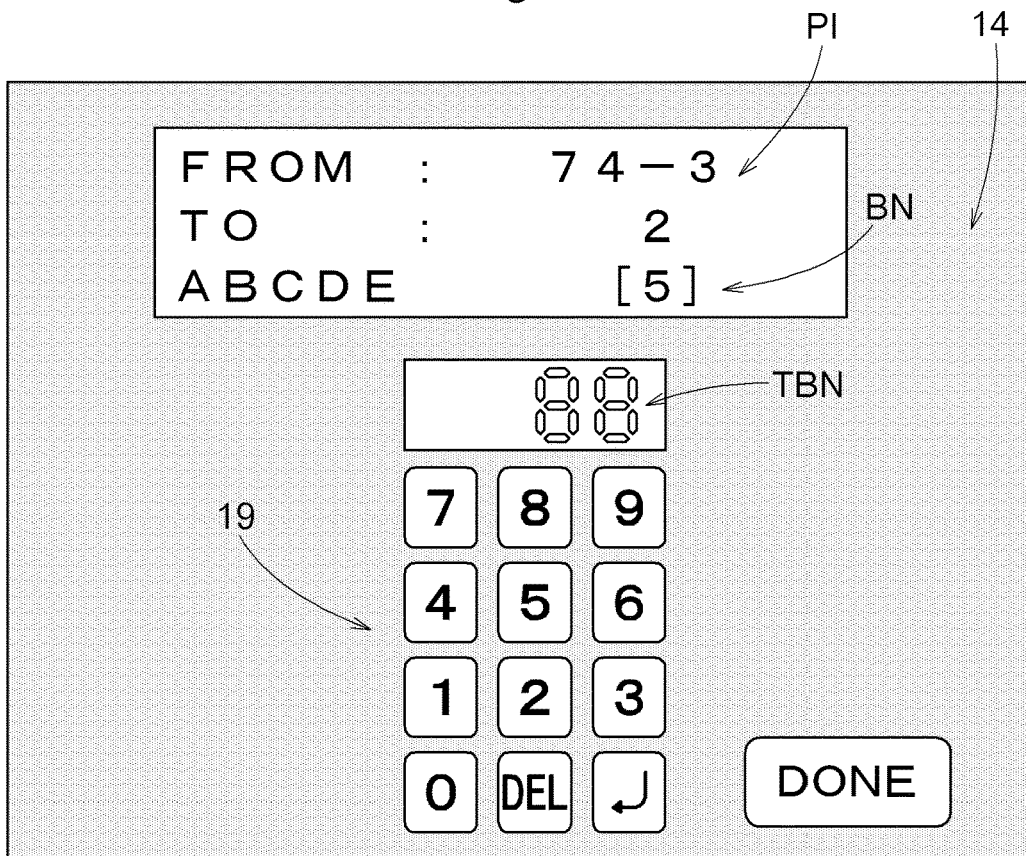 PI 14
FROM : 74−3
TO : 2
BN
ABCDE [5]
88 TBN
7 8 9
19
4 5 6
1 2 3
0 DEL ↵
DONE